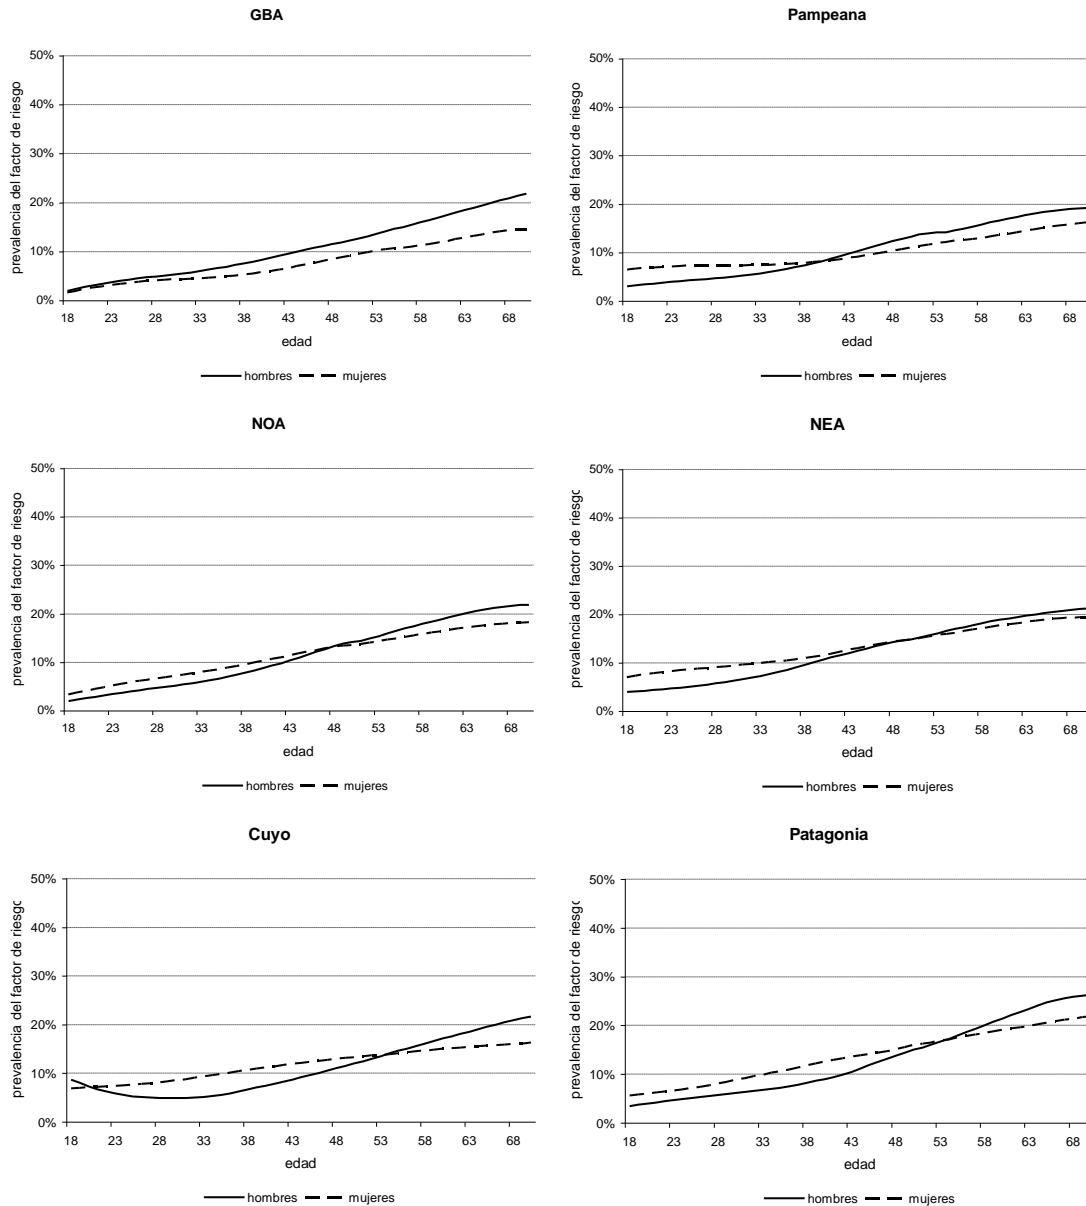 GBA
prevalencia del factor de riesgo
50%
40%
30%
20%
10%
0%
18 23 28 33 38 43 48 53 58 63 68
edad
hombres mujeres
Pampeana
prevalencia del factor de riesgo
50%
40%
30%
20%
10%
0%
18 23 28 33 38 43 48 53 58 63 68
edad
hombres mujeres
NOA
prevalencia del factor de riesgo
50%
40%
30%
20%
10%
0%
18 23 28 33 38 43 48 53 58 63 68
edad
hombres mujeres
NEA
prevalencia del factor de riesgo
50%
40%
30%
20%
10%
0%
18 23 28 33 38 43 48 53 58 63 68
edad
hombres mujeres
Cuyo
prevalencia del factor de riesgo
50%
40%
30%
20%
10%
0%
18 23 28 33 38 43 48 53 58 63 68
edad
hombres mujeres
Patagonia
prevalencia del factor de riesgo
50%
40%
30%
20%
10%
0%
18 23 28 33 38 43 48 53 58 63 68
edad
hombres mujeres